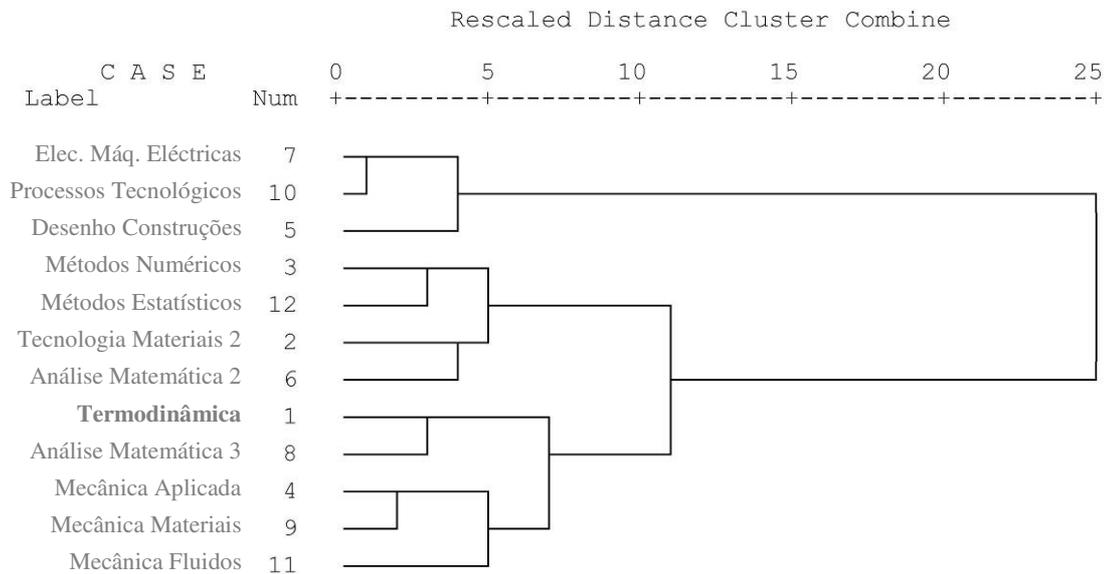 Rescaled Distance Cluster Combine
C A S E 0 5 10 15 20 25
Label Num +---------+---------+---------+---------+---------+
Elec. Máq. Eléctricas 7
Processos Tecnológicos 10
Desenho Construções 5
Métodos Numéricos 3
Métodos Estatísticos 12
Tecnologia Materiais 2 2
Análise Matemática 2 6
Termodinâmica 1
Análise Matemática 3 8
Mecânica Aplicada 4
Mecânica Materiais 9
Mecânica Fluidos 11